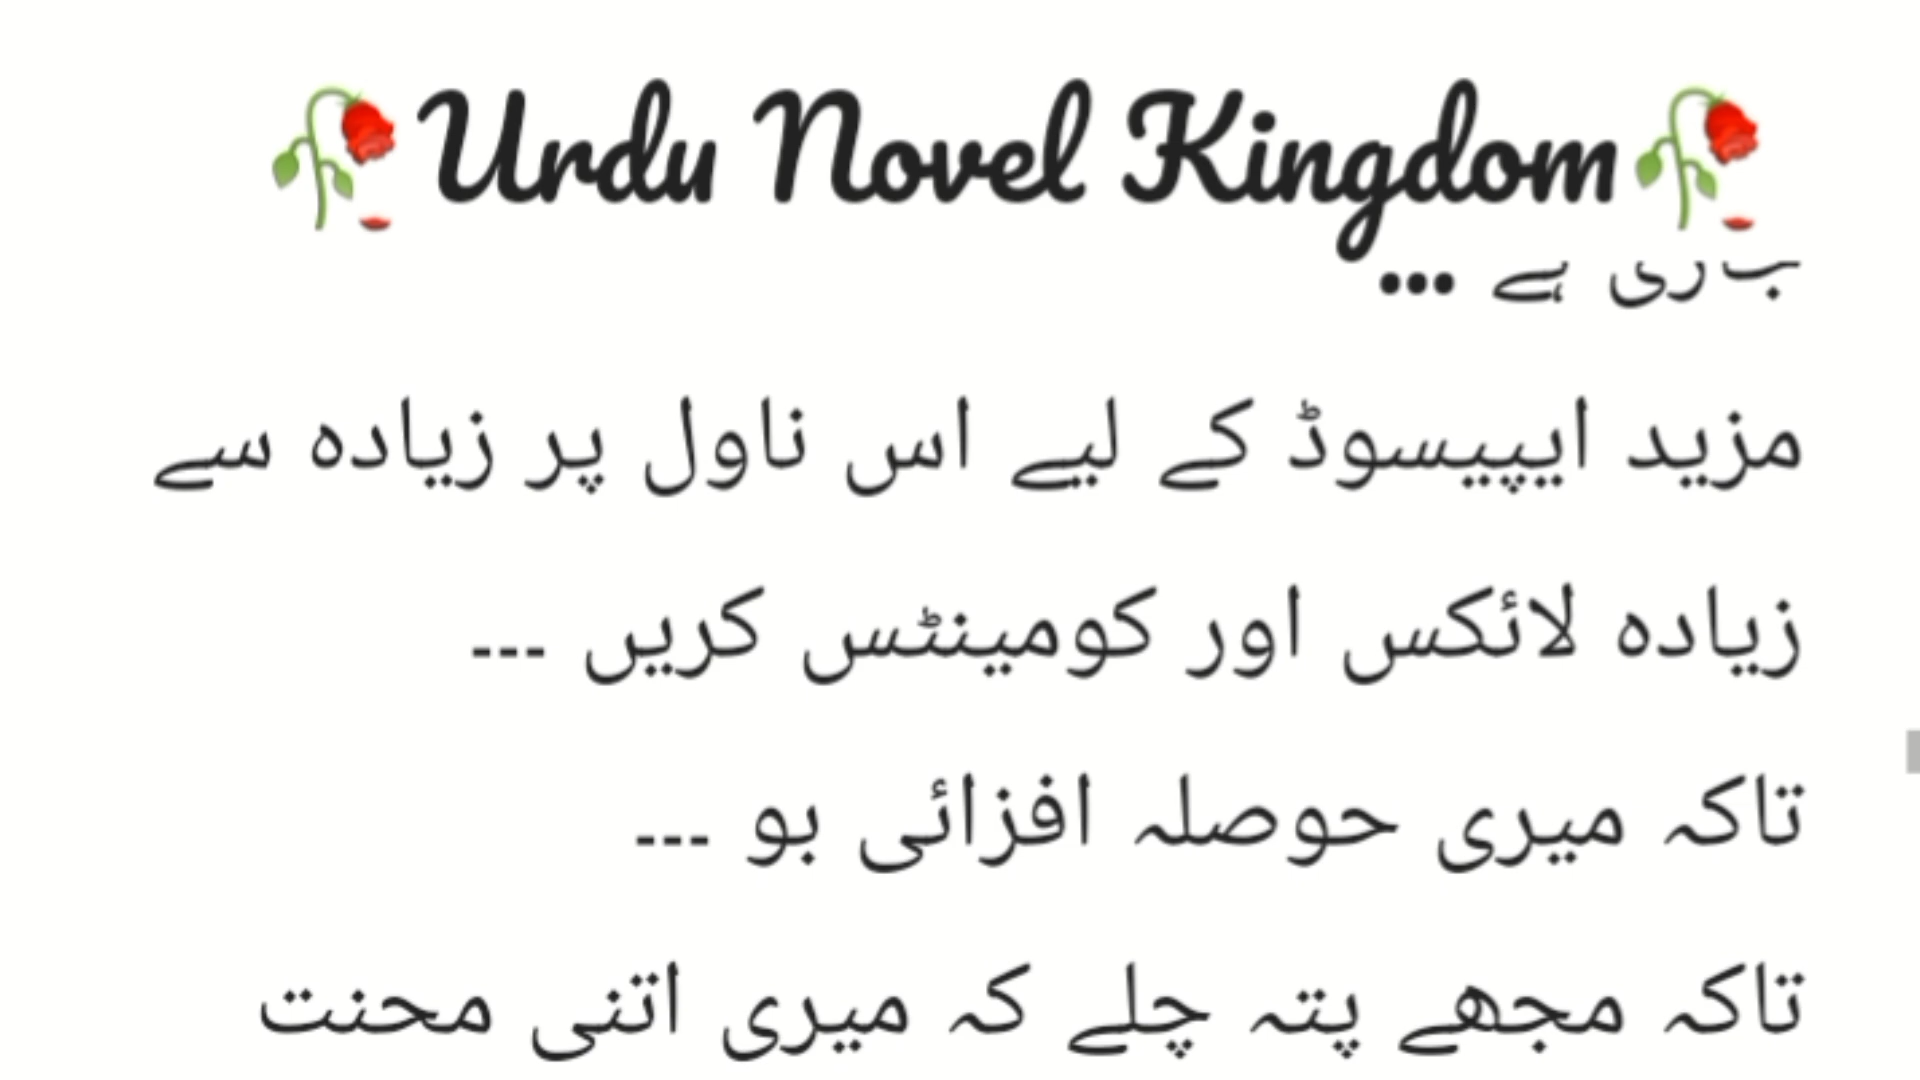 🥀Urdu Novel Kingdom🥀
ہے ...
مزید ایپیسوڈ کے لیے اس ناول پر زیادہ سے
زیادہ لائکس اور کومینٹس کریں ---
تاکہ میری حوصلہ افزائی ہو ---
تاکہ مجھے پتہ چلے کہ میری اتنی محنت